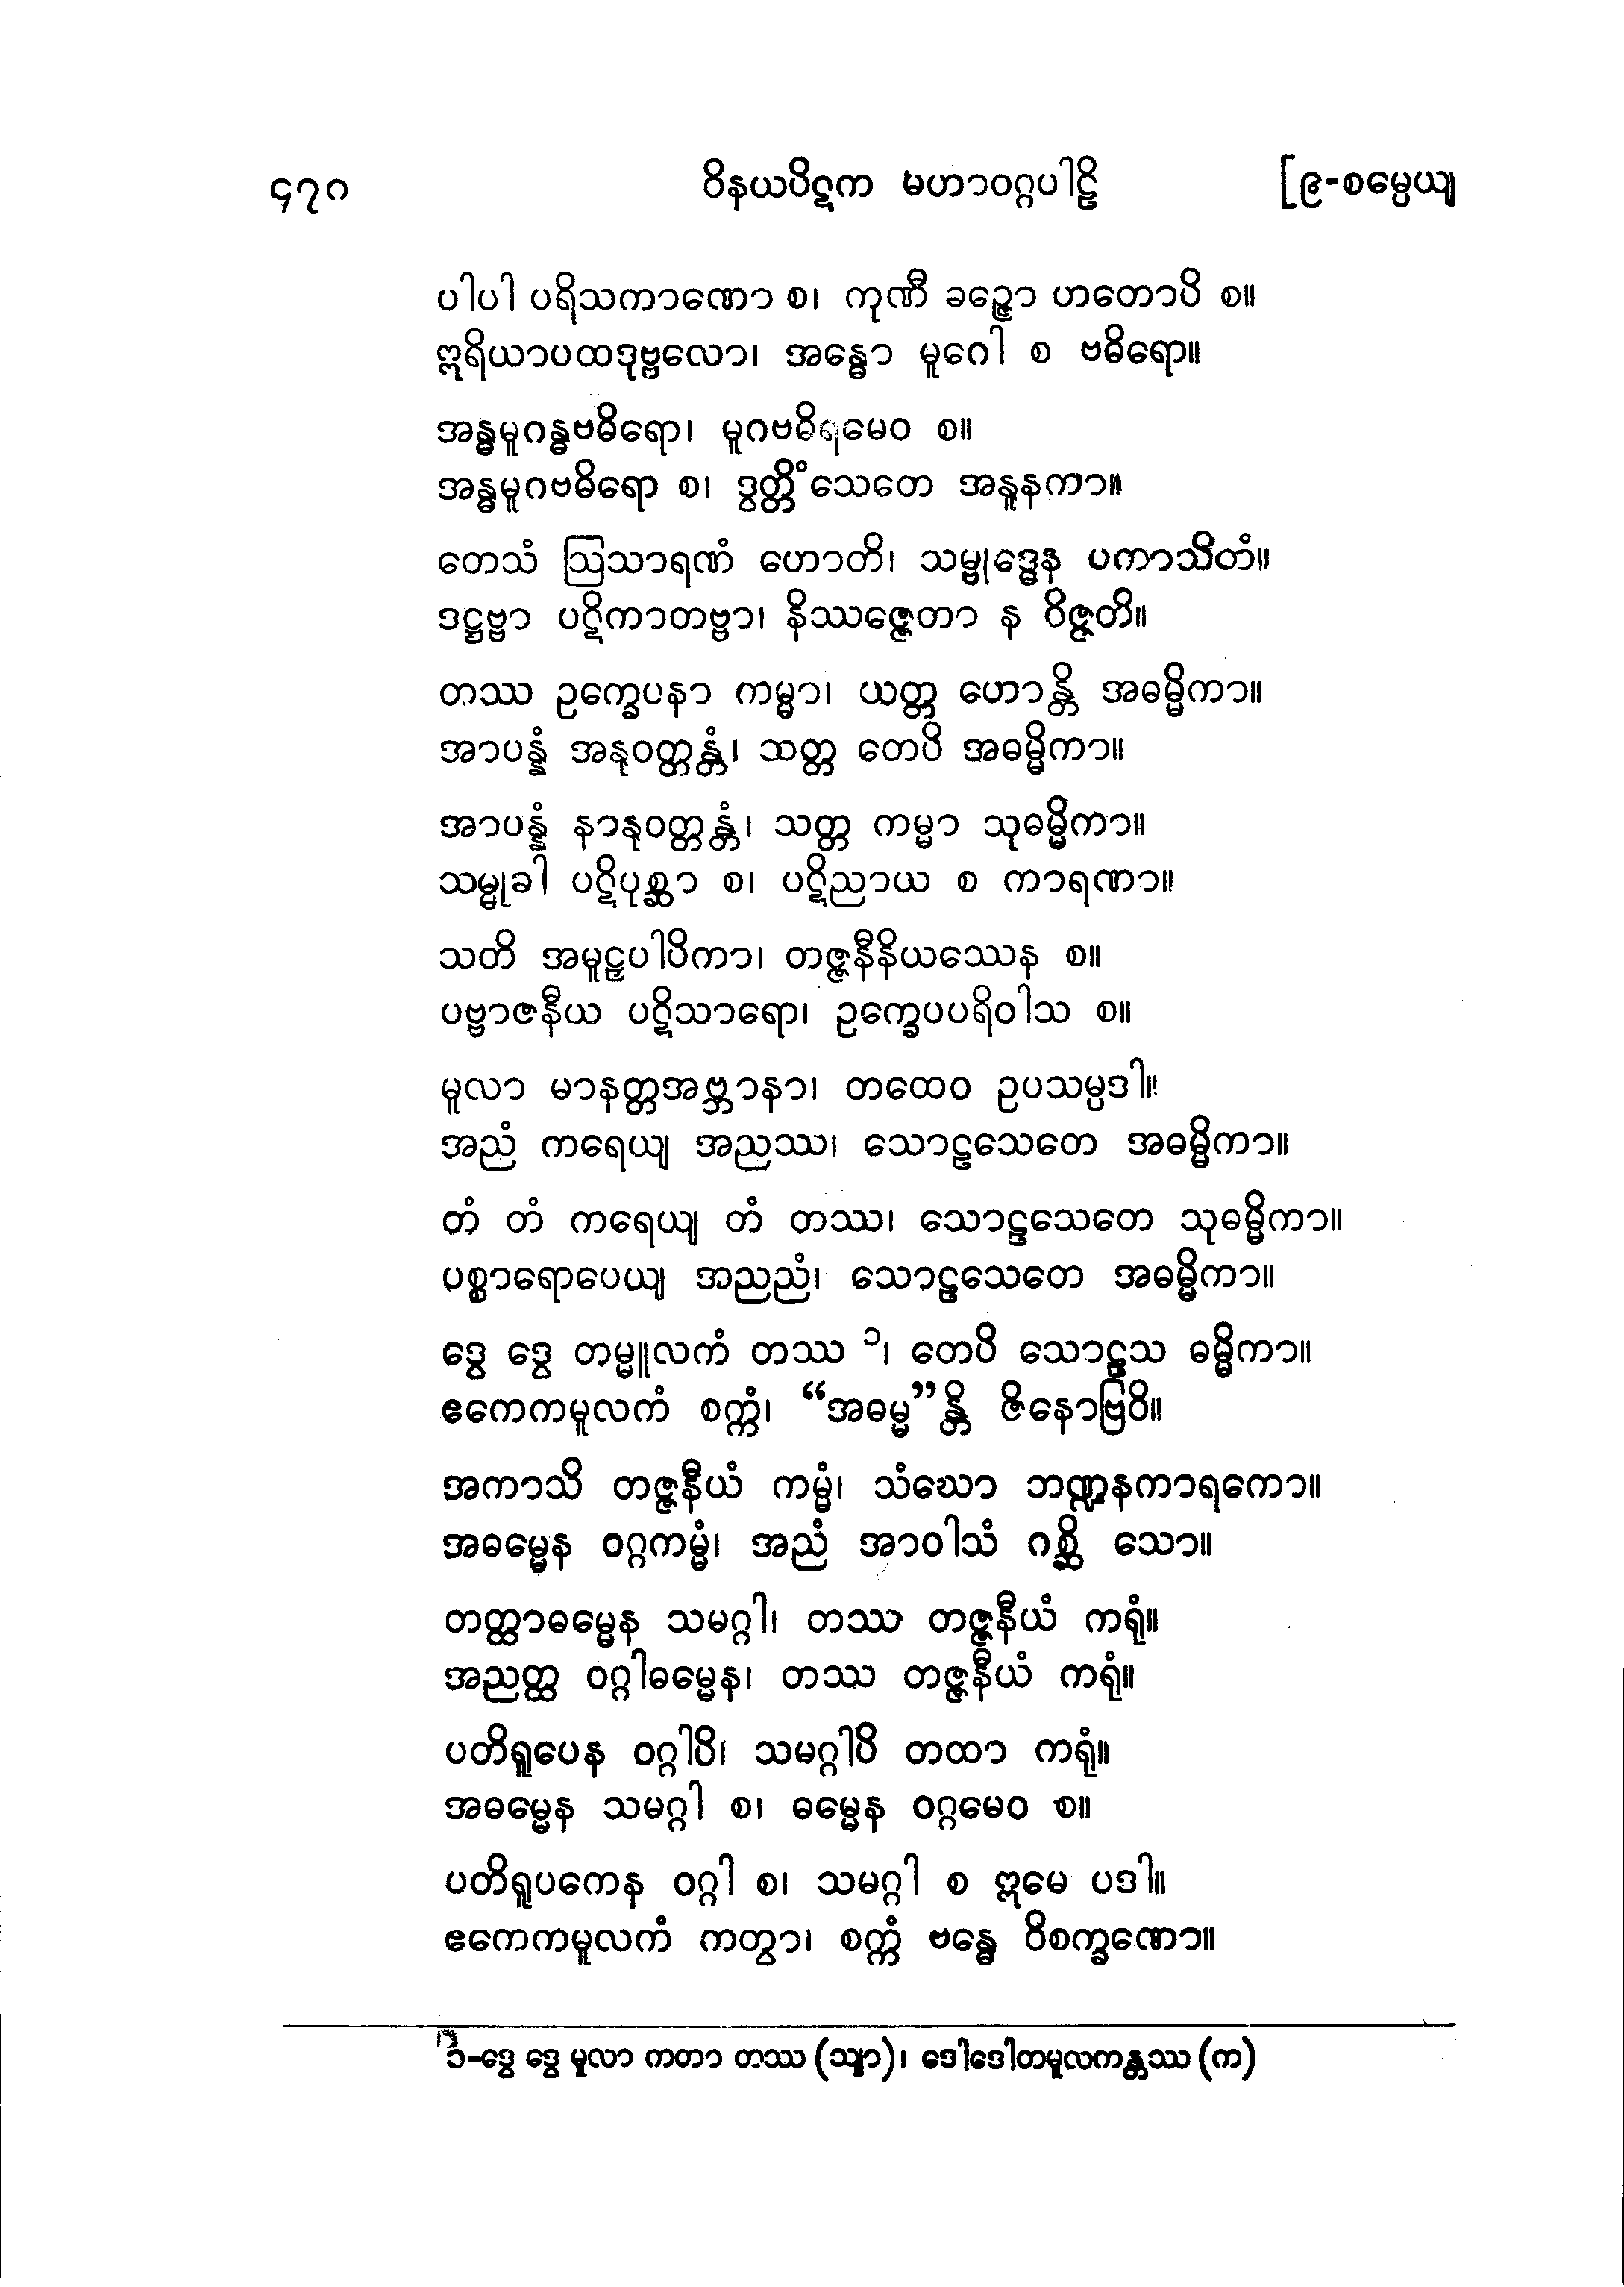 ၄၇၀ ဝိနယပိဋက မဟာဝဂ္ဂပါဠိ [၉-စမ္ပေယျ
ပါပါ ပရိသကာဏော စ၊ ကုဏီ ခဉ္ဇော ဟတောပိ စ။
ဣရိယာပထဒုဗ္ဗလော၊ အန္ဓော မူဂေါ စ ဗဓိရော။
အန္ဓမူဂန္ဓဗဓိရော၊ မူဂဗဓိရမေဝ စ။
အန္ဓမူဂဗဓိရော စ၊ ဒွတ္တိံသေတေ အနူနကာ။
တေသံ ဩသာရဏံ ဟောတိ၊ သမ္ဗုဒ္ဓေန ပကာသိတံ။
ဒဋ္ဌဗ္ဗာ ပဋိကာတဗ္ဗာ၊ နိဿဇ္ဇေတာ န ဝိဇ္ဇတိ။
တဿ ဥက္ခေပနာ ကမ္မာ၊ ယတ္တ ဟောန္တိ အဓမ္မိကာ။
အာပန္နံ အနုဝတ္တန္တံ၊ သတ္တ တေပိ အဓမ္မိကာ။
အာပန္နံ နာနုဝတ္တန္တံ၊ သတ္တ ကမ္မာ သုဓမ္မိကာ။
သမ္မုခါ ပဋိပုစ္ဆာ စ၊ ပဋိညာယ စ ကာရဏာ။
သတိ အမူဠှပါပိကာ၊ တဇ္ဇနီနိယဿေန စ။
ပဗ္ဗာဇနီယ ပဋိသာရော၊ ဥက္ခေပပရိဝါသ စ။
မူလာ မာနတ္တအဗ္ဘာနာ၊ တထေဝ ဥပသမ္ပဒါ။
အညံ ကရေယျ အညဿ၊ သောဠသေတေ အဓမ္မိကာ။
တံ တံ ကရေယျ တံ တဿ၊ သောဠသေတေ သုဓမ္မိကာ။
ပစ္စာရောပေယျ အညညံ၊ သောဠသေတေ အဓမ္မိကာ။
ဒွေ ဒွေ တမ္မူလကံ တဿ ၁၊ တေပိ သောဠသ ဓမ္မိကာ။
ဧကေကမူလကံ စက္ကံ၊ “အဓမ္မ”န္တိ ဇိနောဗြဝိ။
အကာသိ တဇ္ဇနီယံ ကမ္မံ၊ သံဃော ဘဏ္ဍနကာရကော။
အဓမ္မေန ဝဂ္ဂကမ္မံ၊ အညံ အာဝါသံ ဂစ္ဆိ သော။
တတ္ထာဓမ္မေန သမဂ္ဂါ၊ တဿ တဇ္ဇနီယံ ကရုံ။
အညတ္ထ ဝဂ္ဂါဓမ္မေန၊ တဿ တဇ္ဇနီယံ ကရုံ။
ပတိရူပေန ဝဂ္ဂါပိ၊ သမဂ္ဂါပိ တထာ ကရုံ။
အဓမ္မေန သမဂ္ဂါ စ၊ ဓမ္မေန ဝဂ္ဂမေဝ စ။
ပတိရူပကေန ဝဂ္ဂါ စ၊ သမဂ္ဂါ စ ဣမေ ပဒါ။
ဧကေကမူလကံ ကတွာ၊ စက္ကံ ဗန္ဓေ ဝိစက္ခဏော။
၁-ဒွေ ဒွေ မူလာ ကတာ တဿ (သျာ)၊ ဒေါဒေါတမူလကန္တဿ (က)